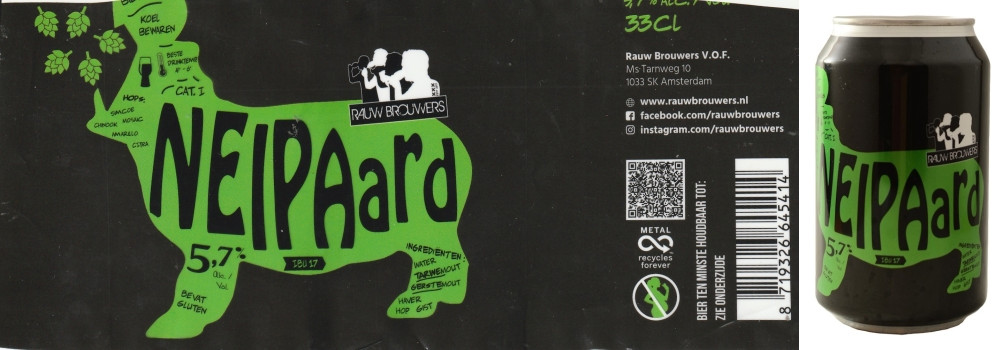 KOEL
BEWAREN
BESTE
DRINKTEMP
CAT. I
HOPS:
SIMCOE
CHINOOK MOSAIC
AMARILLO
CITRA
NEIPAard
RAUW BROUWERS
5,7%
Alc. /
Vol.
IBU 17
BEVAT
GLUTEN
INGREDIËNTEN:
WATER
TARWEMOUT
GERSTEMOUT
HAVER
HOP GIST
33Cl
Rauw Brouwers V.O.F.
Ms·Tarnweg 10
1033 SK Amsterdam
www.rauwbrouwers.nl
facebook.com/rauwbrouwers
instagram.com/rauwbrouwers
METAL
recycles
forever
BIER TEN MINSTE HOUDBAAR TOT:
ZIE ONDERZIJDE
8 719326 645414
RAUW BROUWERS
NEIPAard
5,7%
IBU 17